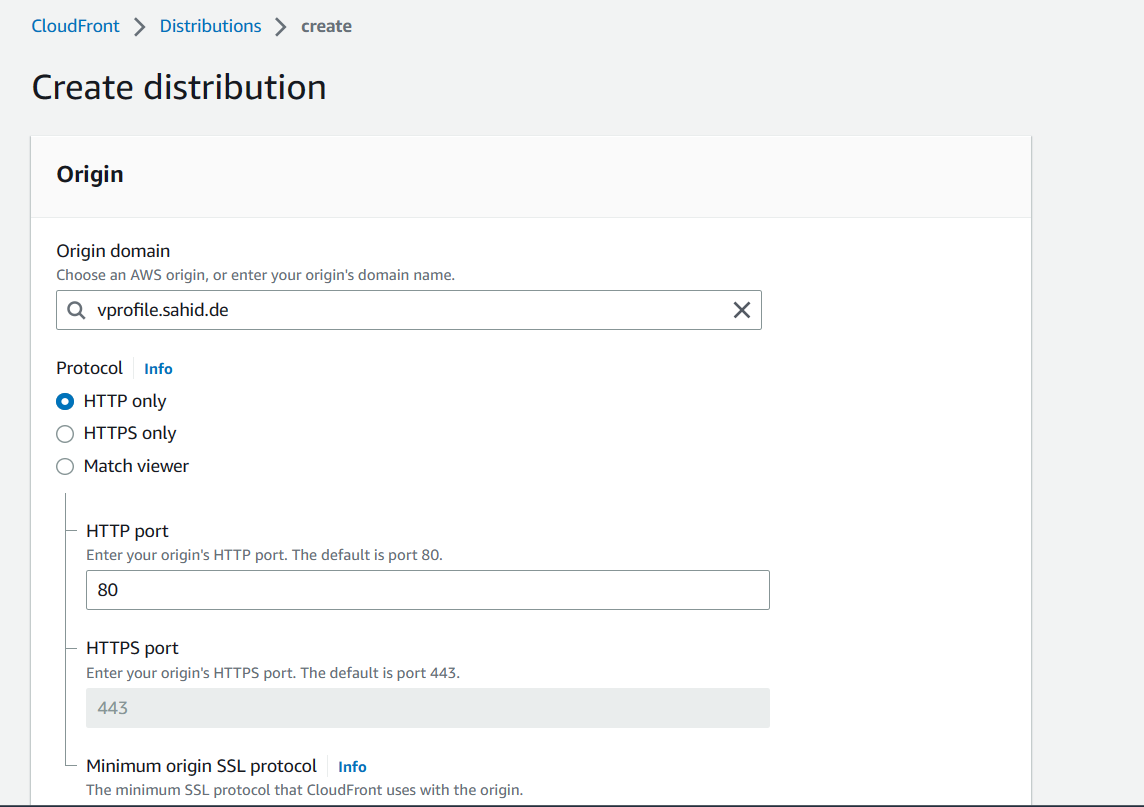 CloudFront > Distributions > create
Create distribution
Origin
Origin domain
Choose an AWS origin, or enter your origin's domain name.
vprofile.sahid.de
Protocol Info
HTTP only
HTTPS only
Match viewer
HTTP port
Enter your origin's HTTP port. The default is port 80.
80
HTTPS port
Enter your origin's HTTPS port. The default is port 443.
443
Minimum origin SSL protocol Info
The minimum SSL protocol that CloudFront uses with the origin.